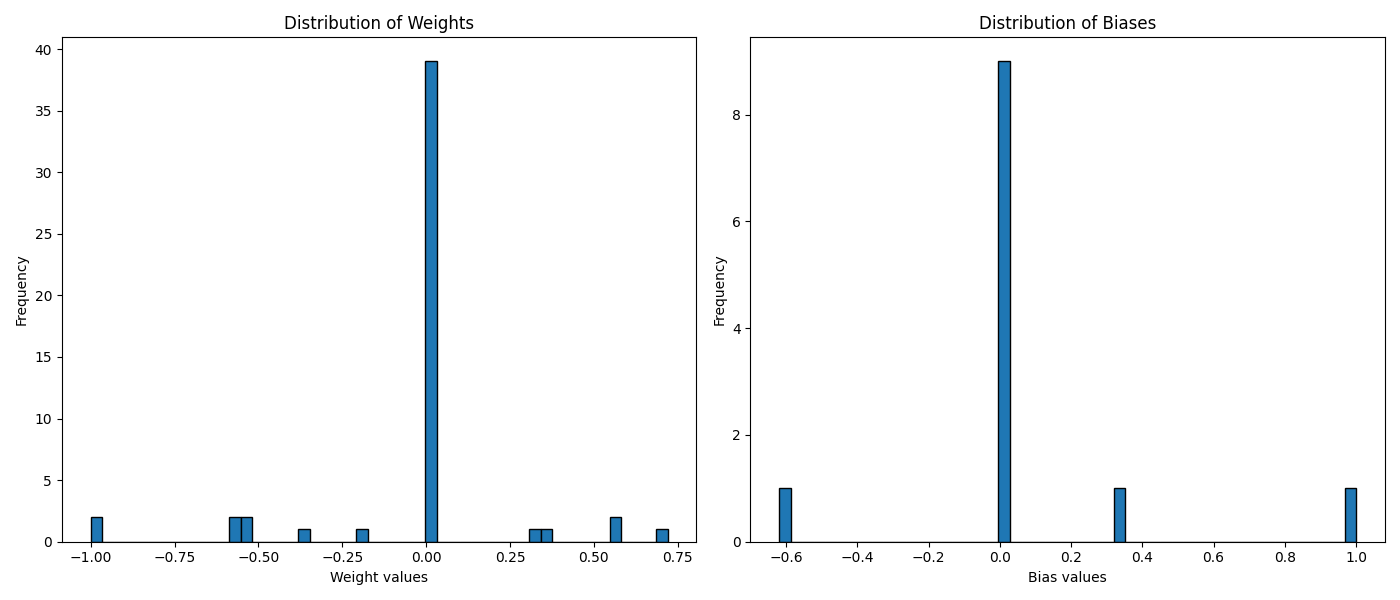 Distribution of Weights
Frequency
40
35
30
25
20
15
10
5
0
−1.00 −0.75 −0.50 −0.25 0.00 0.25 0.50 0.75
Weight values
Distribution of Biases
Frequency
8
6
4
2
0
−0.6 −0.4 −0.2 0.0 0.2 0.4 0.6 0.8 1.0
Bias values